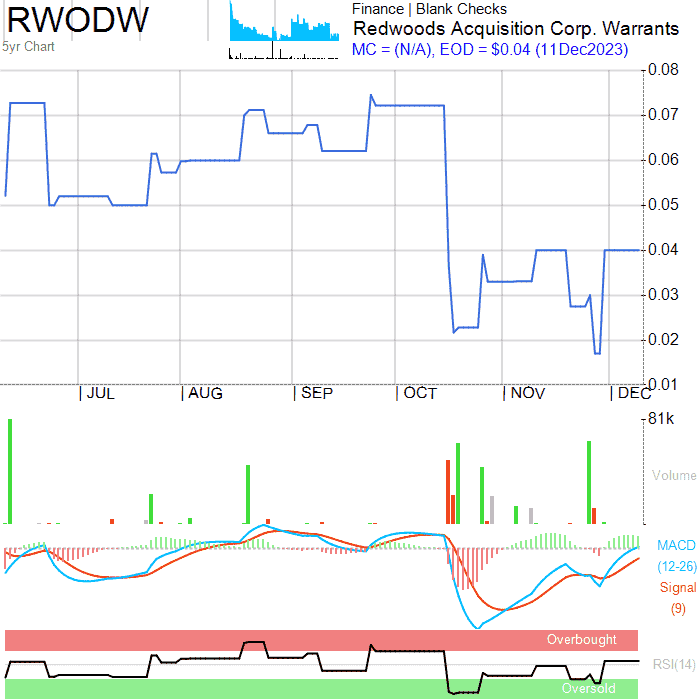 RWODW
5yr Chart
Finance | Blank Checks
Redwoods Acquisition Corp. Warrants
MC = (N/A), EOD = $0.04 (11Dec2023)
0.08
0.07
0.06
0.05
0.04
0.03
0.02
0.01
| JUL | AUG | SEP | OCT | NOV | DEC
81k
Volume
MACD
(12-26)
Signal
(9)
Overbought
RSI(14)
Oversold